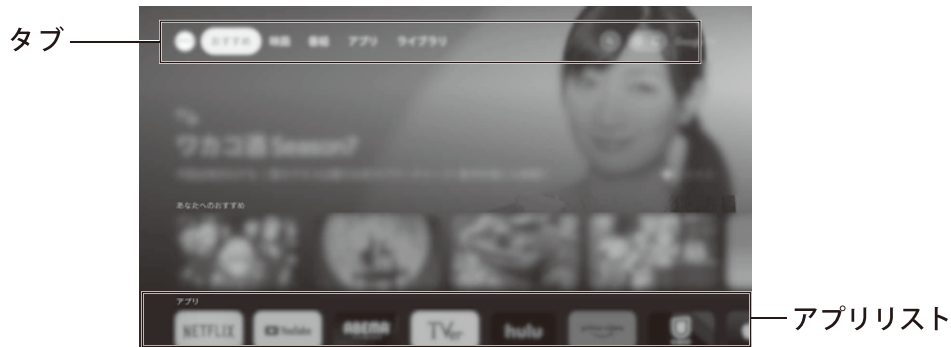 タブ
おすすめ 映画 番組 アプリ ライブラリ
ワカコ酒 Season7
あなたへのおすすめ
アプリ
NETFLIX YouTube ABEMA TVer hulu prime video
アプリリスト